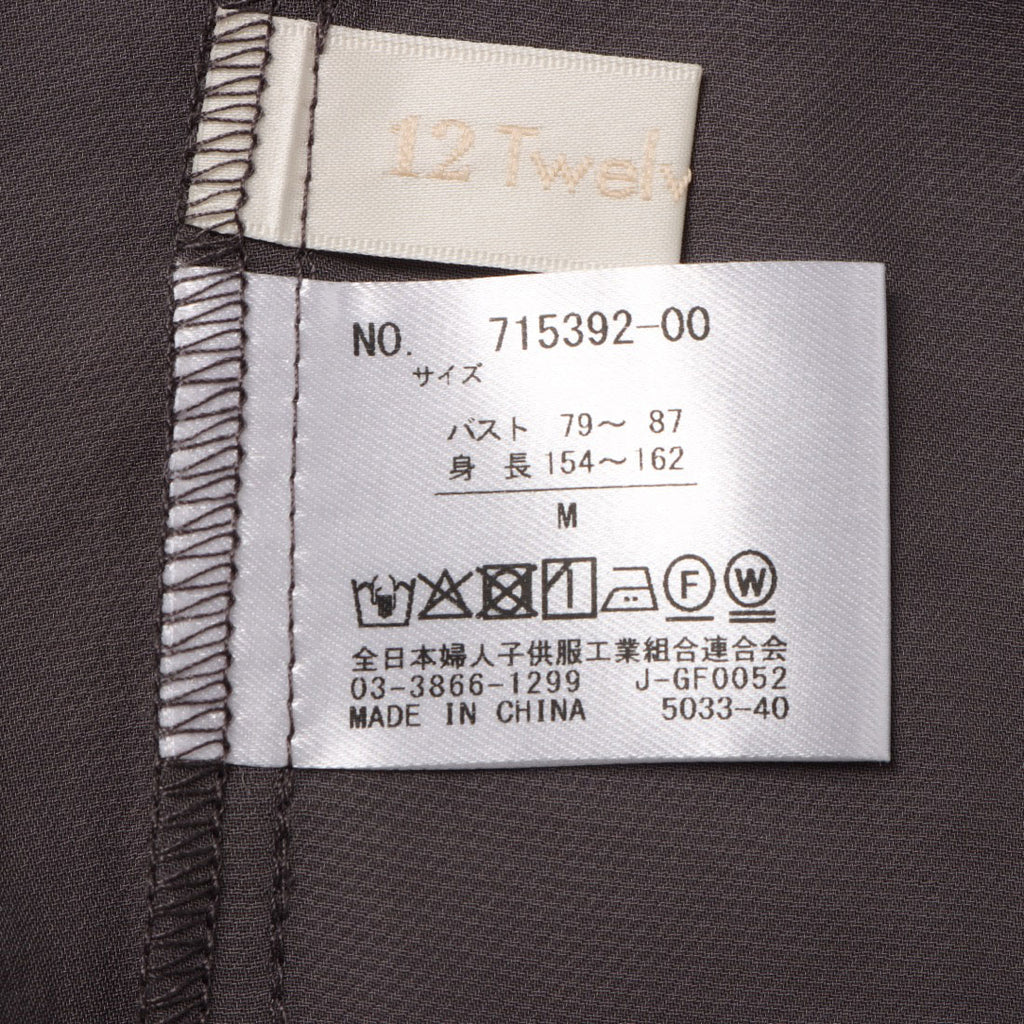 12 Twelv
NO. 715392-00
サイズ
バスト 79〜 87
身 長 154〜162
M
F W
全日本婦人子供服工業組合連合会
03-3866-1299 J-GF0052
MADE IN CHINA 5033-40